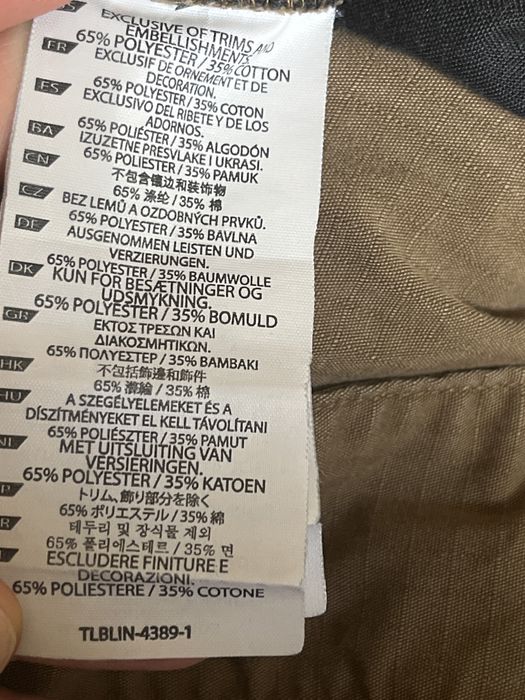 EXCLUSIVE OF TRIMS AND
EMBELLISHMENTS.
FR 65% POLYESTER / 35% COTTON
EXCLUSIF DE ORNEMENT ET DE
DECORATION.
ES 65% POLYESTER / 35% COTON
EXCLUSIVO DEL RIBETE Y DE LOS
ADORNOS.
BA 65% POLIÉSTER / 35% ALGODÓN
IZUZETNE PRESVLAKE I UKRASI.
CN 65% POLIESTER / 35% PAMUK
不包含镶边和装饰物
CZ 65% 涤纶 / 35% 棉
BEZ LEMŮ A OZDOBNÝCH PRVKŮ.
DE 65% POLYESTER / 35% BAVLNA
AUSGENOMMEN LEISTEN UND
VERZIERUNGEN.
DK 65% POLYESTER / 35% BAUMWOLLE
KUN FOR BESÆTNINGER OG
UDSMYKNING.
GR 65% POLYESTER / 35% BOMULD
ΕΚΤΟΣ ΤΡΕΣΩΝ ΚΑΙ
ΔΙΑΚΟΣΜΗΤΙΚΩΝ.
HK 65% ΠΟΛΥΕΣΤΕΡ / 35% ΒΑΜΒΑΚΙ
不包括飾邊和飾件
HU 65% 滌綸 / 35% 棉
A SZEGÉLYELEMEKET ÉS A
DÍSZÍTMÉNYEKET EL KELL TÁVOLÍTANI
NL 65% POLIÉSZTER / 35% PAMUT
MET UITSLUITING VAN
VERSIERINGEN.
65% POLYESTER / 35% KATOEN
トリム、飾り部分を除く
65% ポリエステル / 35% 綿
테두리 및 장식물 제외
65% 폴리에스테르 / 35% 면
ESCLUDERE FINITURE E
DECORAZIONI.
65% POLIESTERE / 35% COTONE
TLBLIN-4389-1